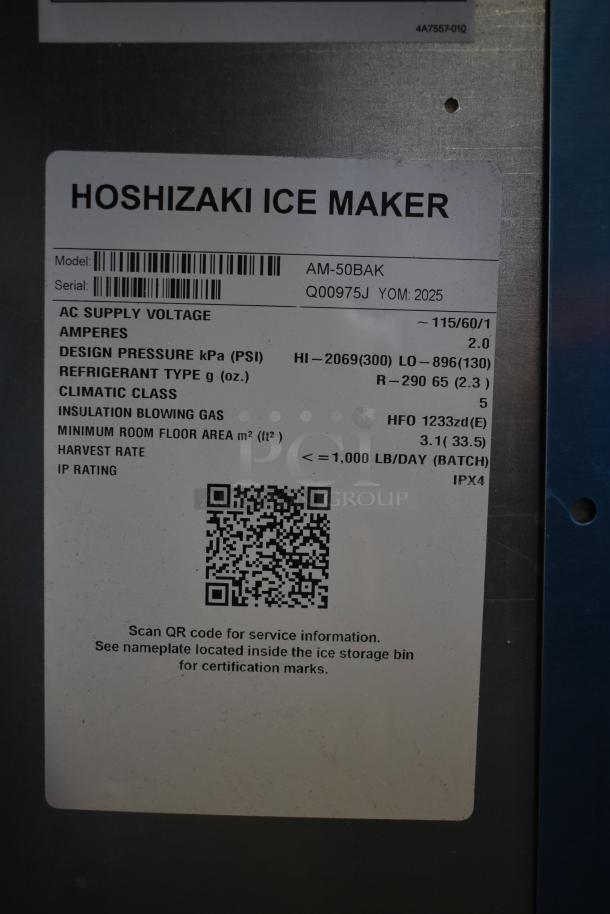 4A7557-010
HOSHIZAKI ICE MAKER
Model: AM-50BAK
Serial: Q00975J YOM: 2025
AC SUPPLY VOLTAGE ~115/60/1
AMPERES 2.0
DESIGN PRESSURE kPa (PSI) HI-2069(300) LO-896(130)
REFRIGERANT TYPE g (oz.) R-290 65 (2.3 )
CLIMATIC CLASS 5
INSULATION BLOWING GAS HFO 1233zd(E)
MINIMUM ROOM FLOOR AREA m² (ft² ) 3.1( 33.5)
HARVEST RATE <=1,000 LB/DAY (BATCH)
IP RATING IPX4
PCI
GROUP
Scan QR code for service information.
See nameplate located inside the ice storage bin
for certification marks.